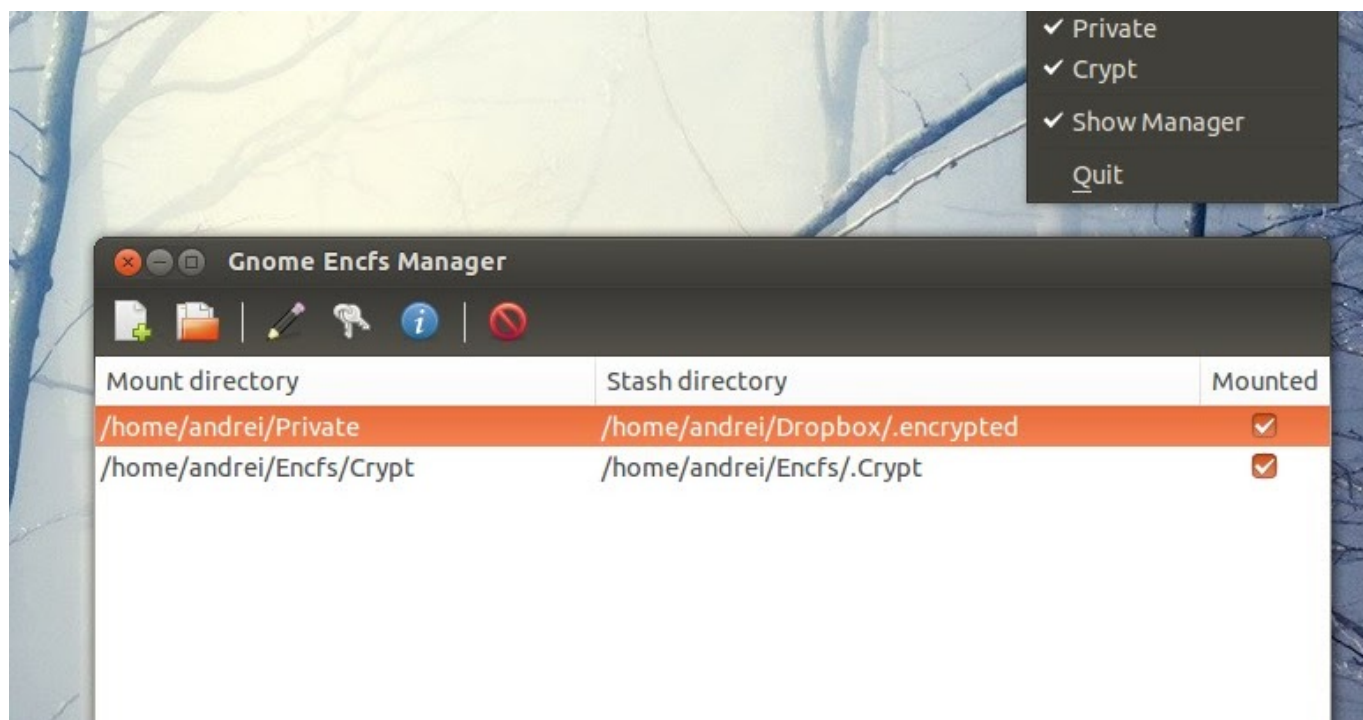 Private
Crypt
Show Manager
Quit
Gnome Encfs Manager
Mount directory Stash directory Mounted
/home/andrei/Private /home/andrei/Dropbox/.encrypted
/home/andrei/Encfs/Crypt /home/andrei/Encfs/.Crypt